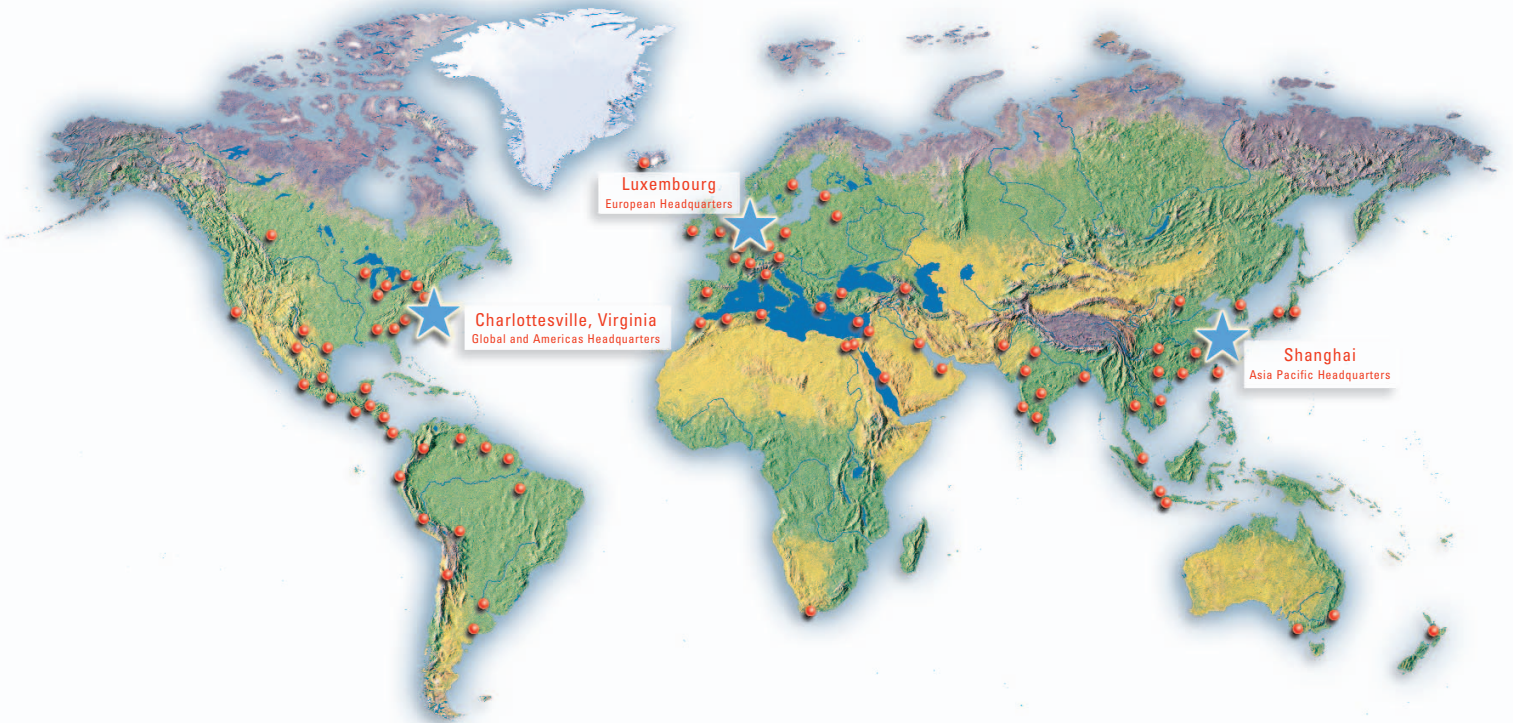 Luxembourg
European Headquarters
Charlottesville, Virginia
Global and Americas Headquarters
Shanghai
Asia Pacific Headquarters